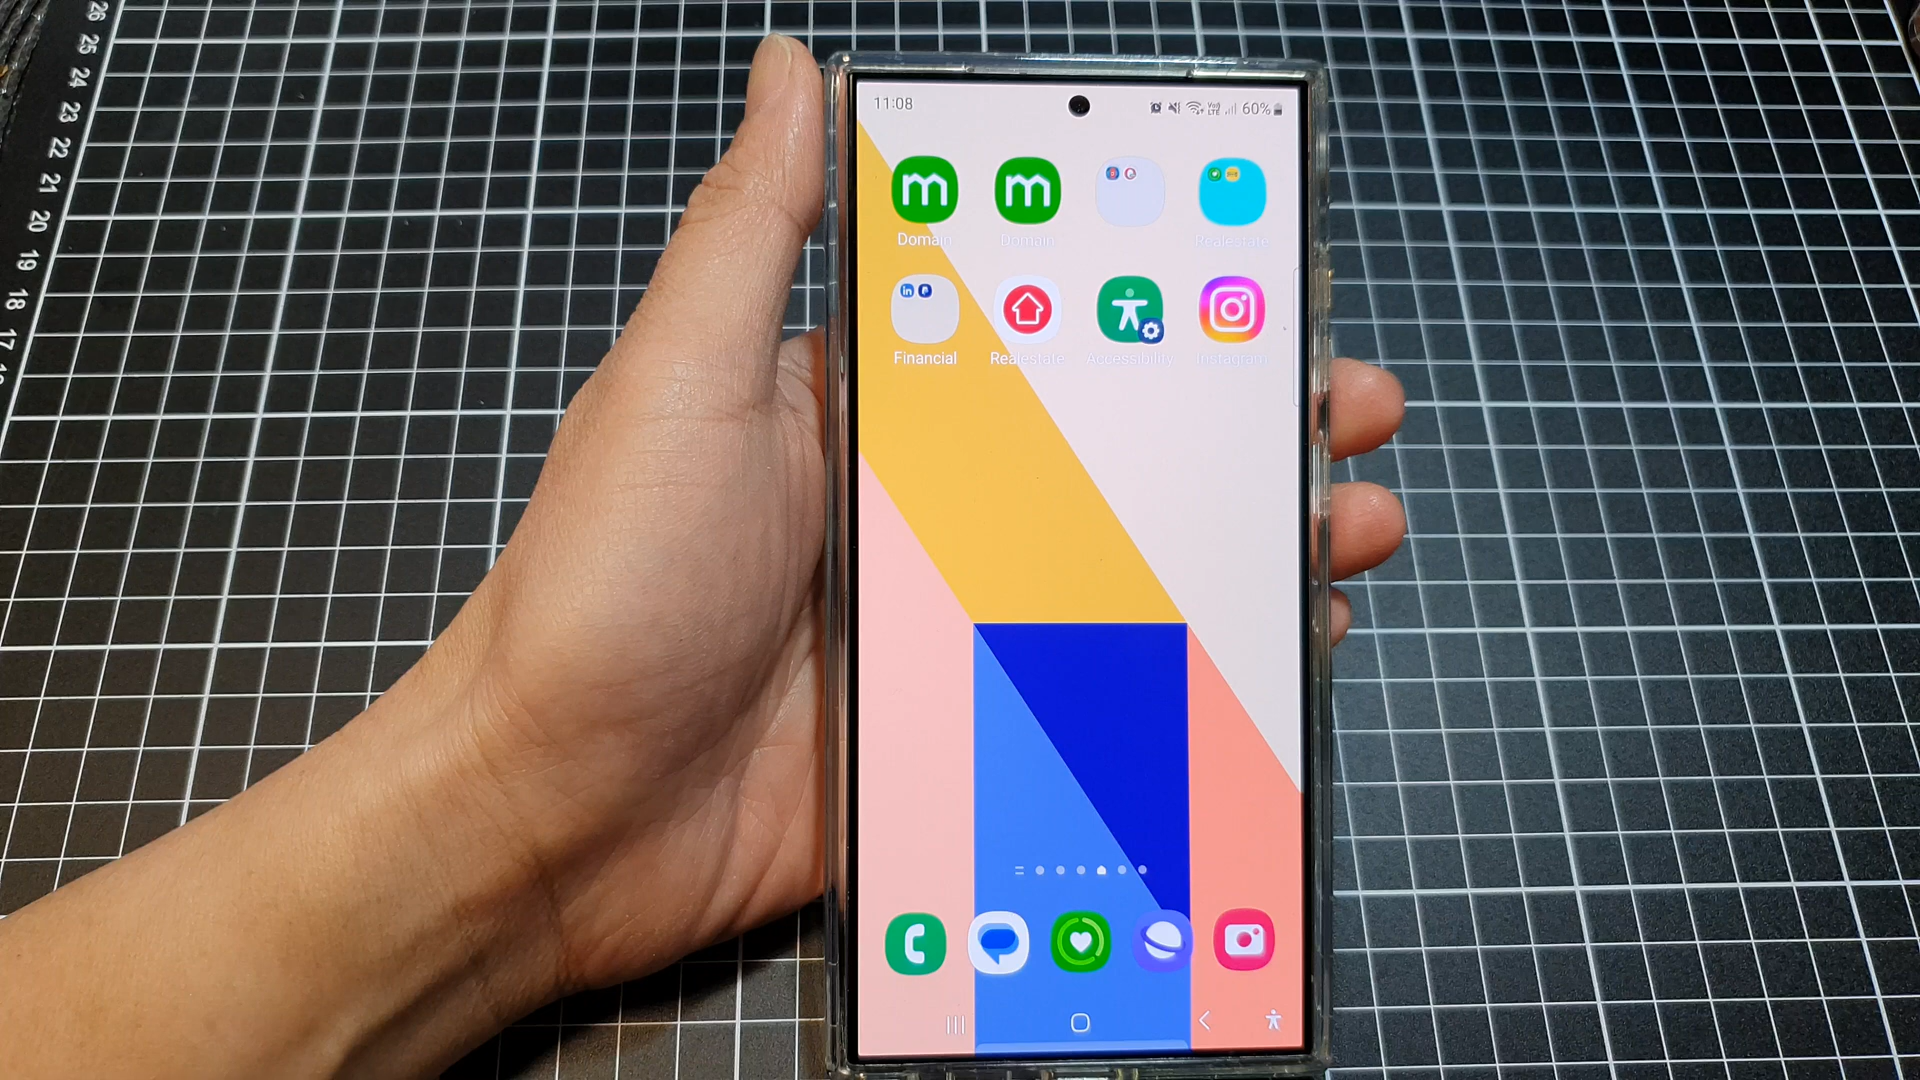 26
25
24
23
22
21
20
19
18
17
11:08
60%
Domain
Domain
Realestate
Financial
Realestate
Accessibility
Instagram